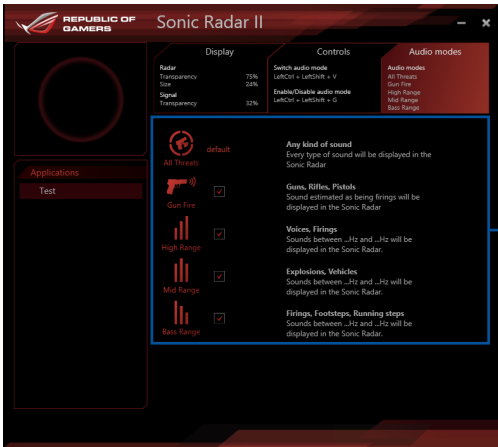 REPUBLIC OF
GAMERS
Sonic Radar II
Display
Controls
Audio modes
Radar
Transparency 75%
Size 24%
Signal
Transparency 32%
Switch audio mode
LeftCtrl + LeftShift + V
Enable/Disable audio mode
LeftCtrl + LeftShift + G
Audio modes
All Threats
Gun Fire
High Range
Mid Range
Bass Range
Applications
Test
All Threats
default
Any kind of sound
Every type of sound will be displayed in the
Sonic Radar
Gun Fire
Guns, Rifles, Pistols
Sound estimated as being firings will be
displayed in the Sonic Radar
High Range
Voices, Firings
Sounds between ...Hz and ...Hz will be
displayed in the Sonic Radar.
Mid Range
Explosions, Vehicles
Sounds between ...Hz and ...Hz will be
displayed in the Sonic Radar.
Bass Range
Firings, Footsteps, Running steps
Sounds between ...Hz and ...Hz will be
displayed in the Sonic Radar.